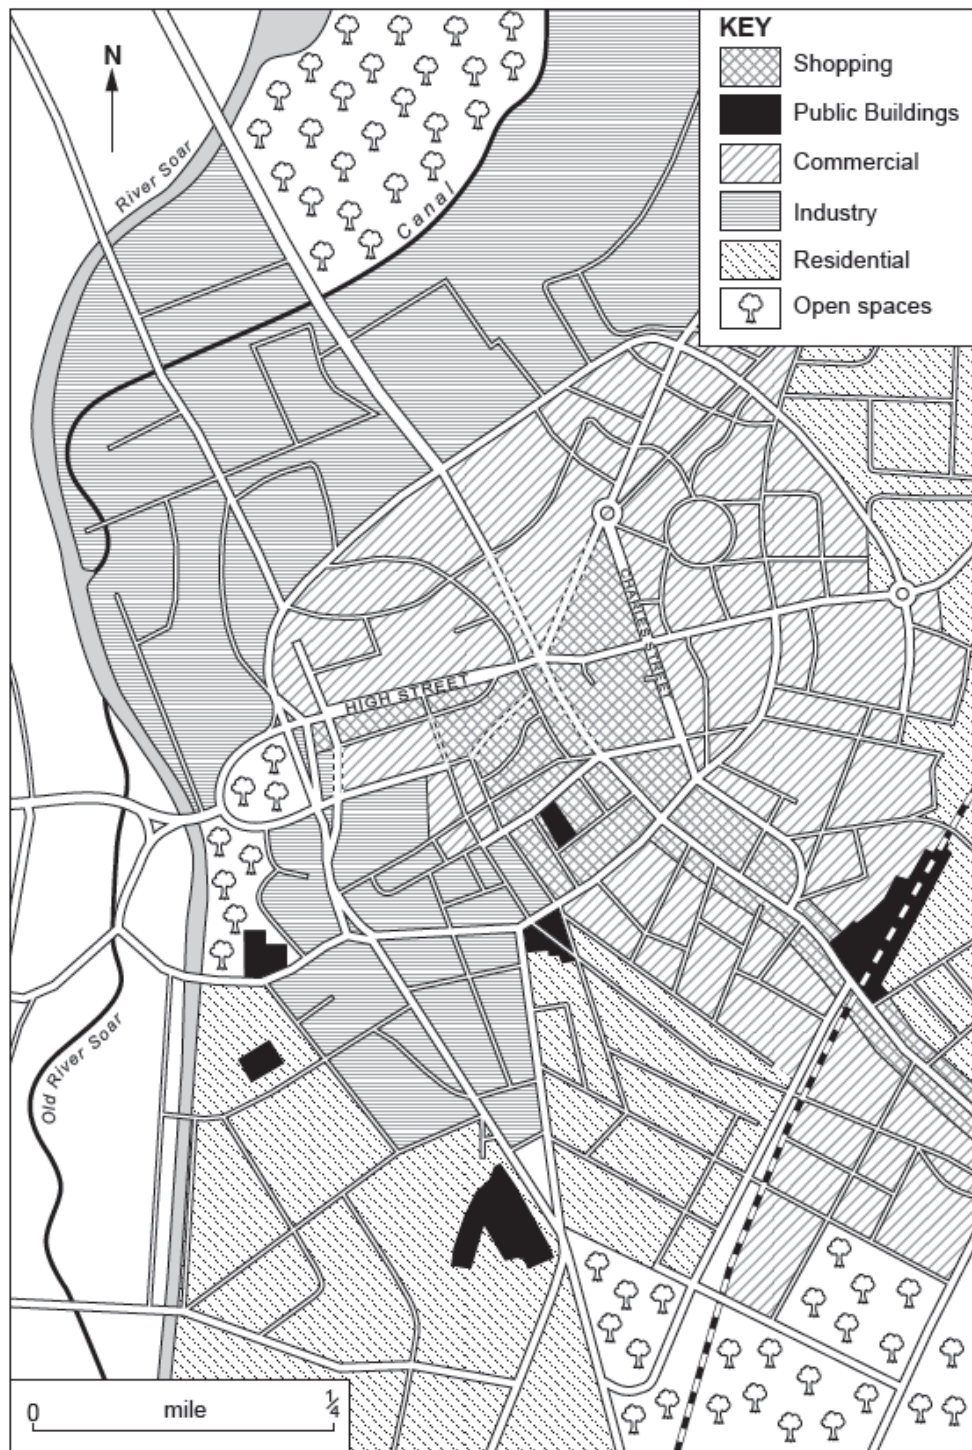 KEY
Shopping
Public Buildings
Commercial
Industry
Residential
Open spaces
N
River Soar
Canal
CHARLES STREET
HIGH STREET
Old River Soar
0 mile ¼